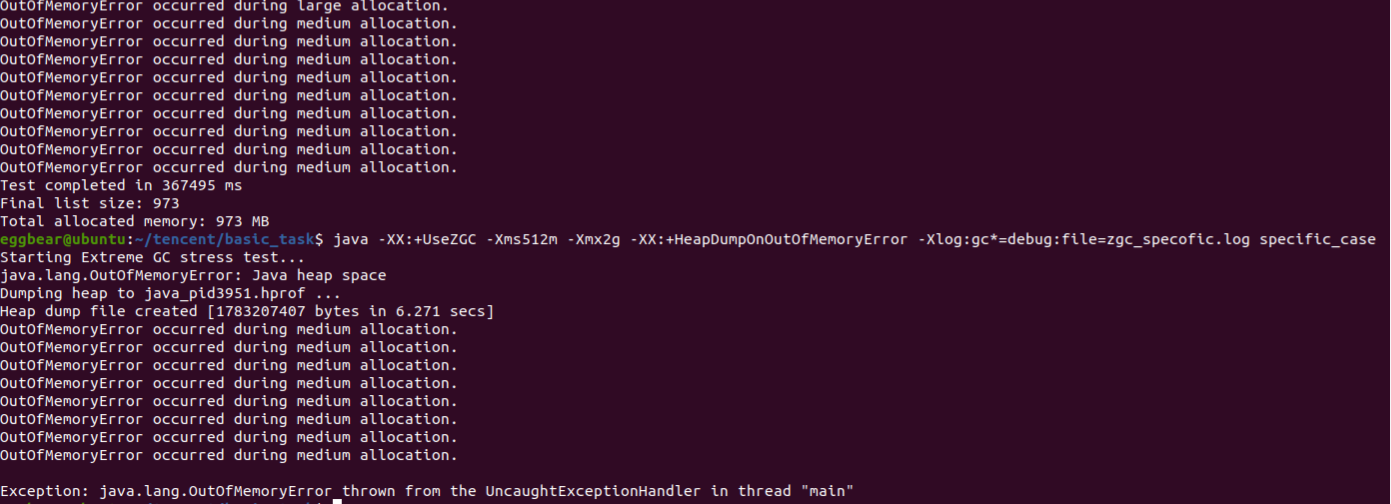 OutOfMemoryError occurred during large allocation.
OutOfMemoryError occurred during medium allocation.
OutOfMemoryError occurred during medium allocation.
OutOfMemoryError occurred during medium allocation.
OutOfMemoryError occurred during medium allocation.
OutOfMemoryError occurred during medium allocation.
OutOfMemoryError occurred during medium allocation.
OutOfMemoryError occurred during medium allocation.
OutOfMemoryError occurred during medium allocation.
OutOfMemoryError occurred during medium allocation.
Test completed in 367495 ms
Final list size: 973
Total allocated memory: 973 MB
eggbear@ubuntu:~/tencent/basic_task$ java -XX:+UseZGC -Xms512m -Xmx2g -XX:+HeapDumpOnOutOfMemoryError -Xlog:gc*=debug:file=zgc_specofic.log specific_case
Starting Extreme GC stress test...
java.lang.OutOfMemoryError: Java heap space
Dumping heap to java_pid3951.hprof ...
Heap dump file created [1783207407 bytes in 6.271 secs]
OutOfMemoryError occurred during medium allocation.
OutOfMemoryError occurred during medium allocation.
OutOfMemoryError occurred during medium allocation.
OutOfMemoryError occurred during medium allocation.
OutOfMemoryError occurred during medium allocation.
OutOfMemoryError occurred during medium allocation.
OutOfMemoryError occurred during medium allocation.
OutOfMemoryError occurred during medium allocation.
Exception: java.lang.OutOfMemoryError thrown from the UncaughtExceptionHandler in thread "main"